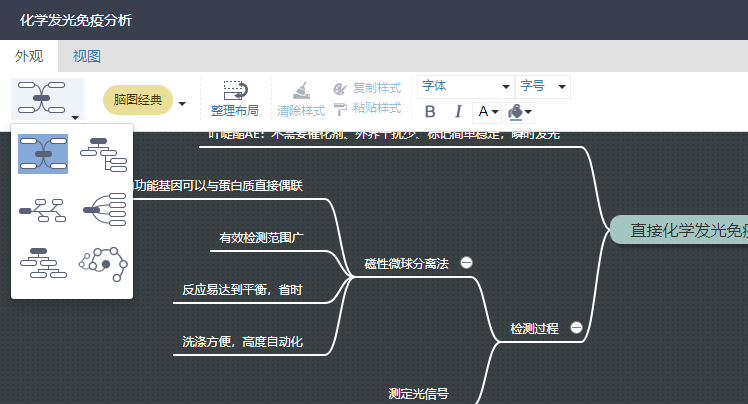 化学发光免疫分析
外观 视图
脑图经典
整理布局
清除样式
复制样式
粘贴样式
字体
字号
B I A
叮啶酯AE：不需要催化剂、外界干扰少、标记简单稳定，瞬时发光
功能基因可以与蛋白质直接偶联
有效检测范围广
反应易达到平衡，省时
洗涤方便，高度自动化
磁性微球分离法
检测过程
测定光信号
直接化学发光免疫